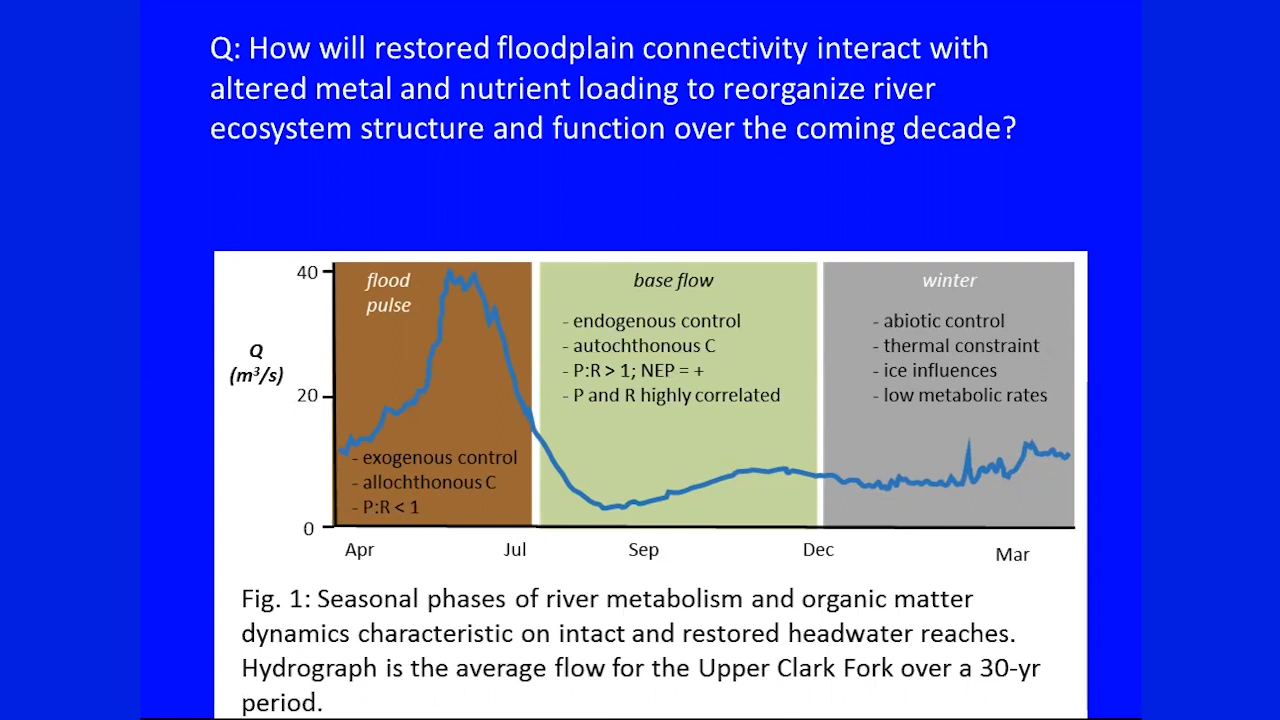 Q: How will restored floodplain connectivity interact with
altered metal and nutrient loading to reorganize river
ecosystem structure and function over the coming decade?
40
20
0
Q
(m³/s)
flood
pulse
- exogenous control
- allochthonous C
- P:R < 1
base flow
- endogenous control
- autochthonous C
- P:R > 1; NEP = +
- P and R highly correlated
winter
- abiotic control
- thermal constraint
- ice influences
- low metabolic rates
Apr Jul Sep Dec Mar
Fig. 1: Seasonal phases of river metabolism and organic matter
dynamics characteristic on intact and restored headwater reaches.
Hydrograph is the average flow for the Upper Clark Fork over a 30-yr
period.